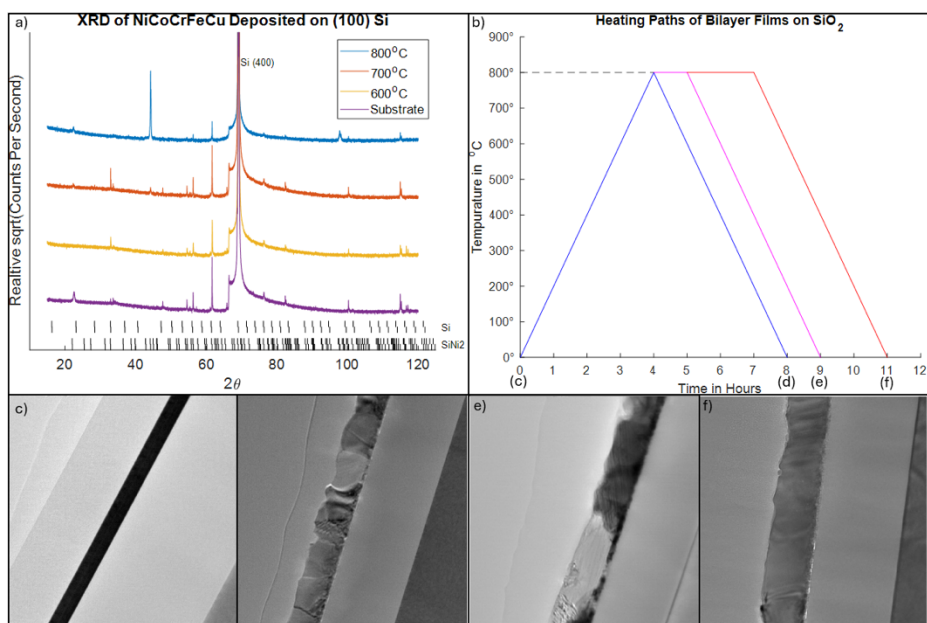 a)
XRD of NiCoCrFeCu Deposited on (100) Si
Realtive sqrt(Counts Per Second)
Si (400)
800°C
700°C
600°C
Substrate
Si
SiNi2
20 40 60 80 100 120
2θ
b)
Heating Paths of Bilayer Films on SiO2
Tempurature in °C
900°
800°
700°
600°
500°
400°
300°
200°
100°
0°
0 1 2 3 4 5 6 7 8 9 10 11 12
(c) (d) (e) (f)
Time in Hours
c)
e)
f)